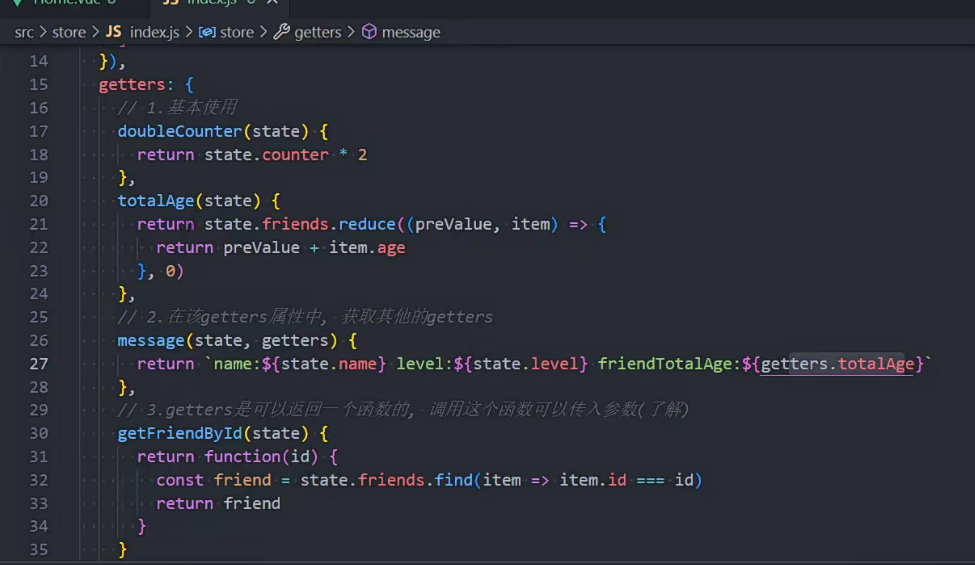 Home.vue 6 JS index.js 6 ×
src > store > JS index.js > store > getters > message
14 }),
15 getters: {
16 // 1.基本使用
17 doubleCounter(state) {
18 return state.counter * 2
19 },
20 totalAge(state) {
21 return state.friends.reduce((preValue, item) => {
22 return preValue + item.age
23 }, 0)
24 },
25 // 2.在该getters属性中, 获取其他的getters
26 message(state, getters) {
27 return `name:${state.name} level:${state.level} friendTotalAge:${getters.totalAge}`
28 },
29 // 3.getters是可以返回一个函数的, 调用这个函数可以传入参数(了解)
30 getFriendById(state) {
31 return function(id) {
32 const friend = state.friends.find(item => item.id === id)
33 return friend
34 }
35 }